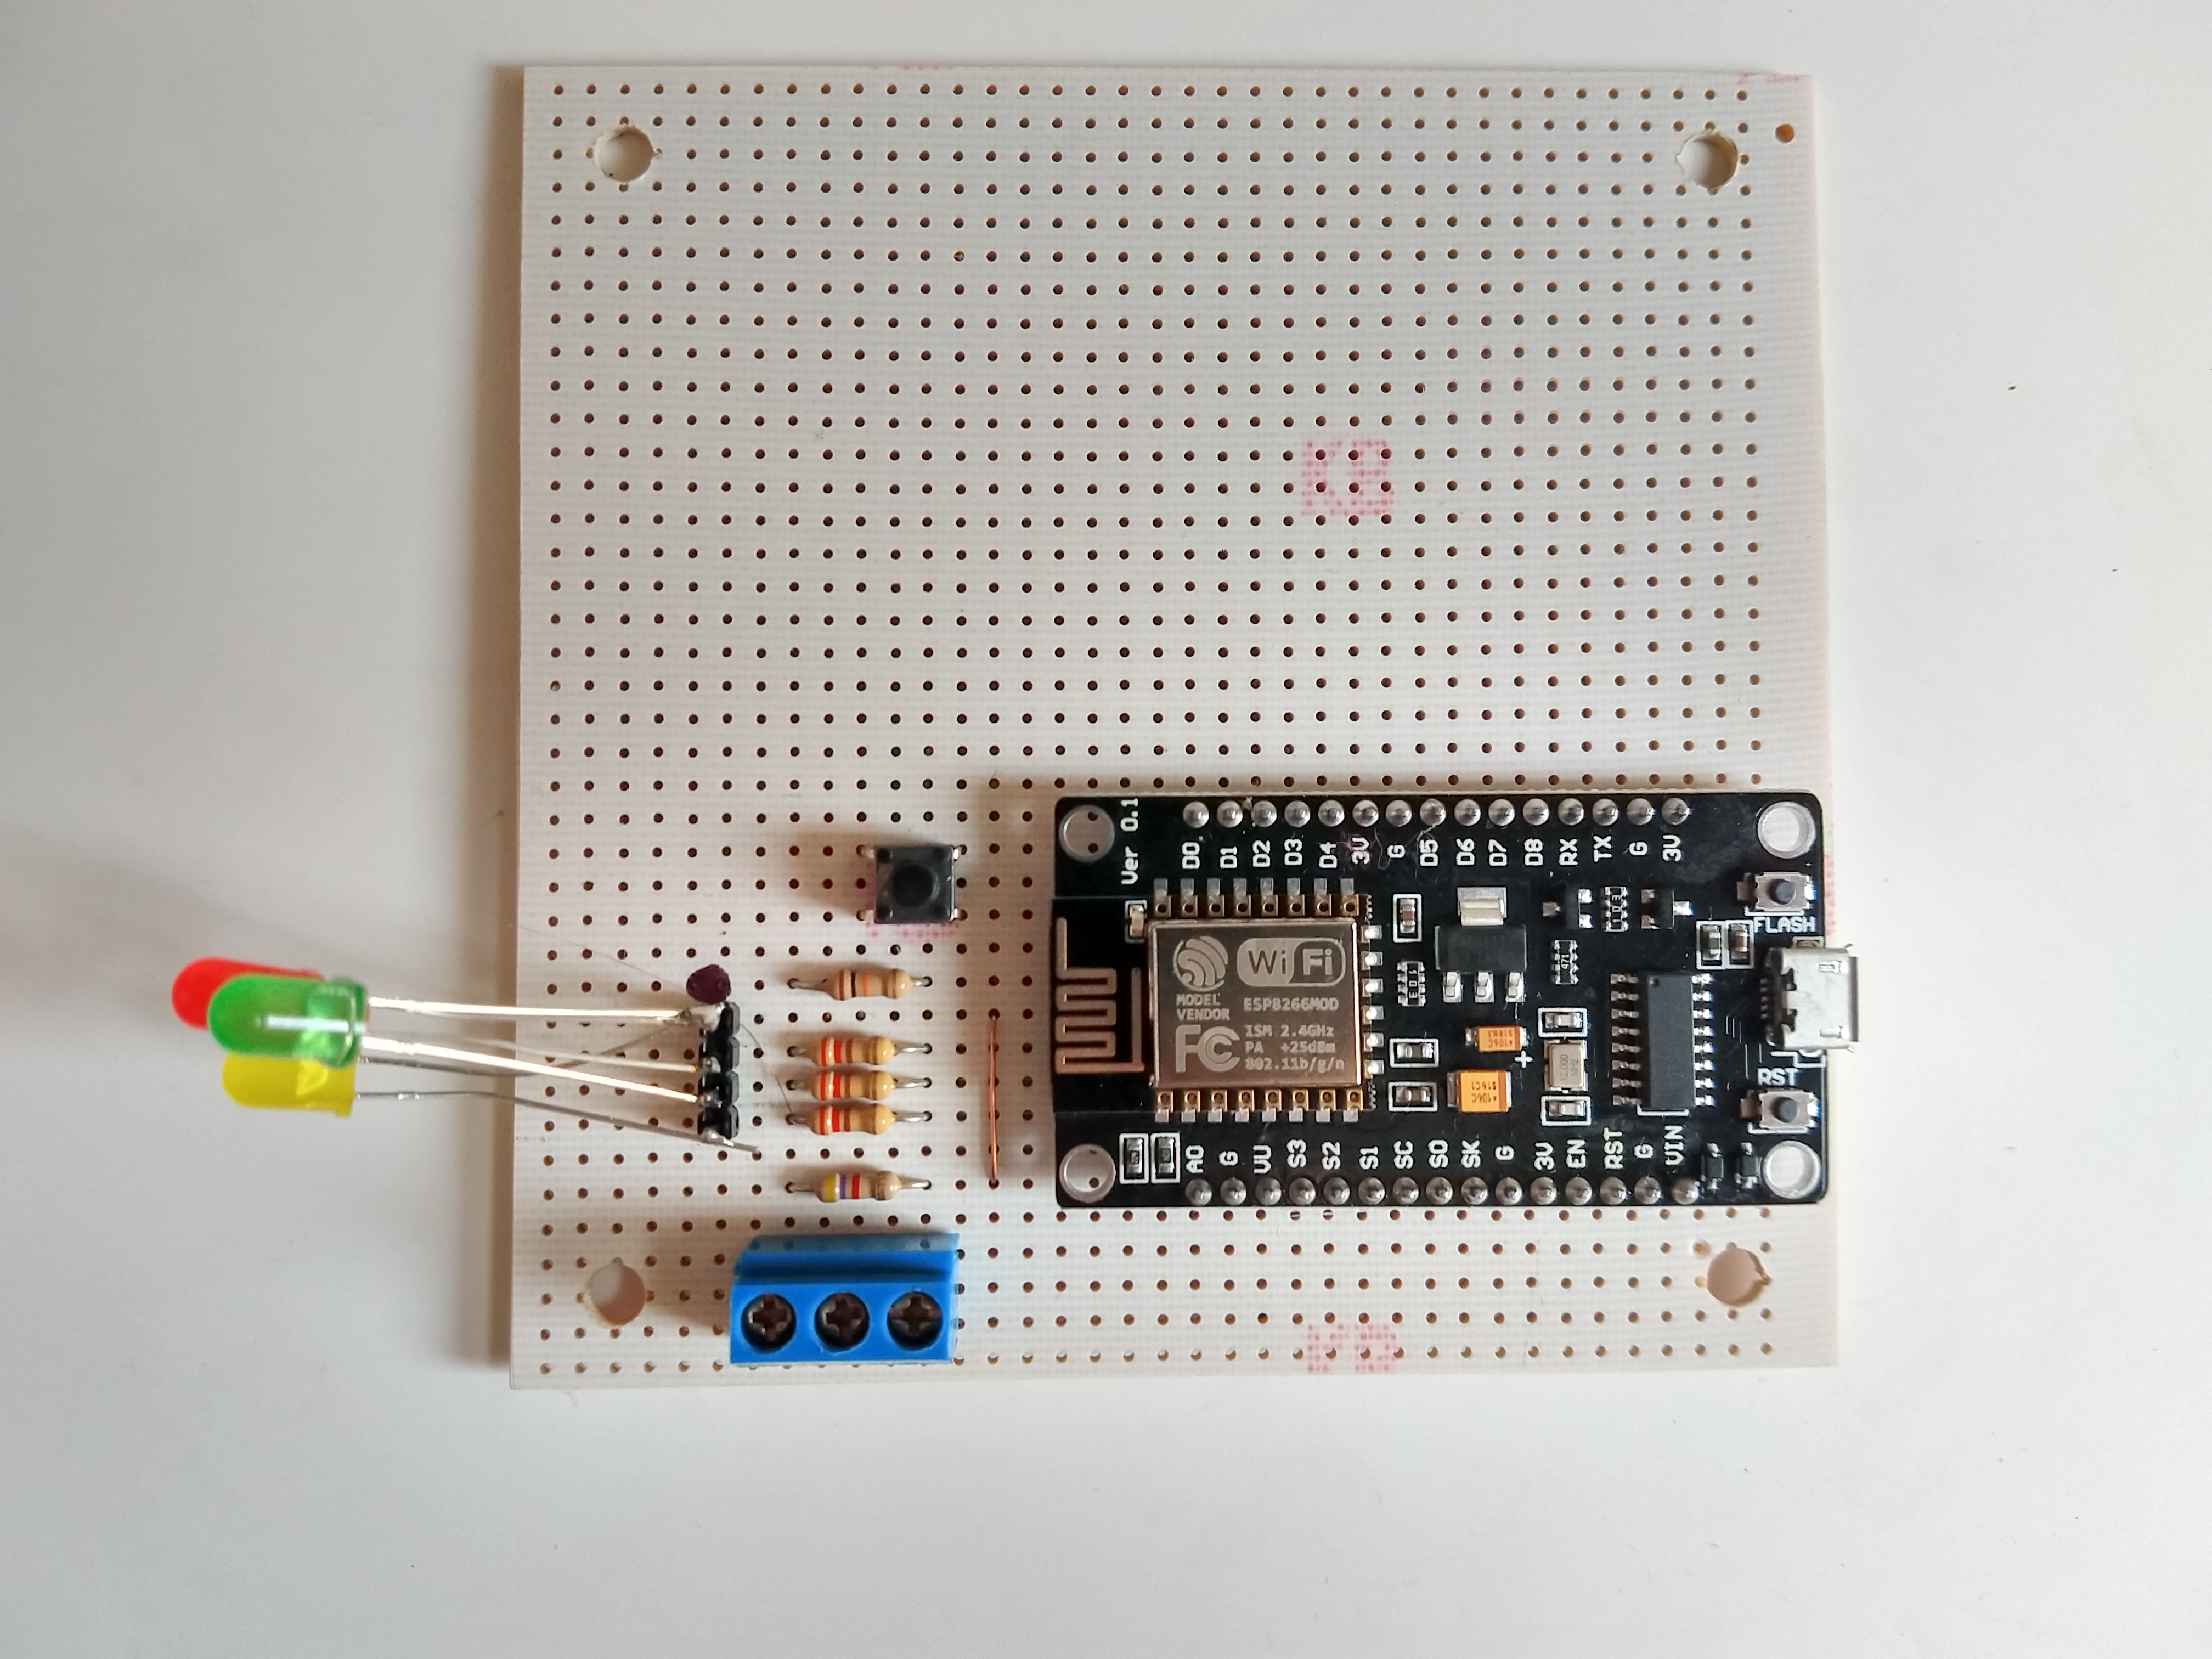 KB
Ver 0.1
D0
D1
D2
D3
D4
3V
G
D5
D6
D7
D8
RX
TX
G
3V
FLASH
WiFi
MODEL
VENDOR
ESP8266MOD
FC
ISM 2.4GHz
PA +25dBm
802.11b/g/n
RST
A0
G
VU
S3
S2
S1
SC
SO
SK
G
3V
EN
RST
G
VIN